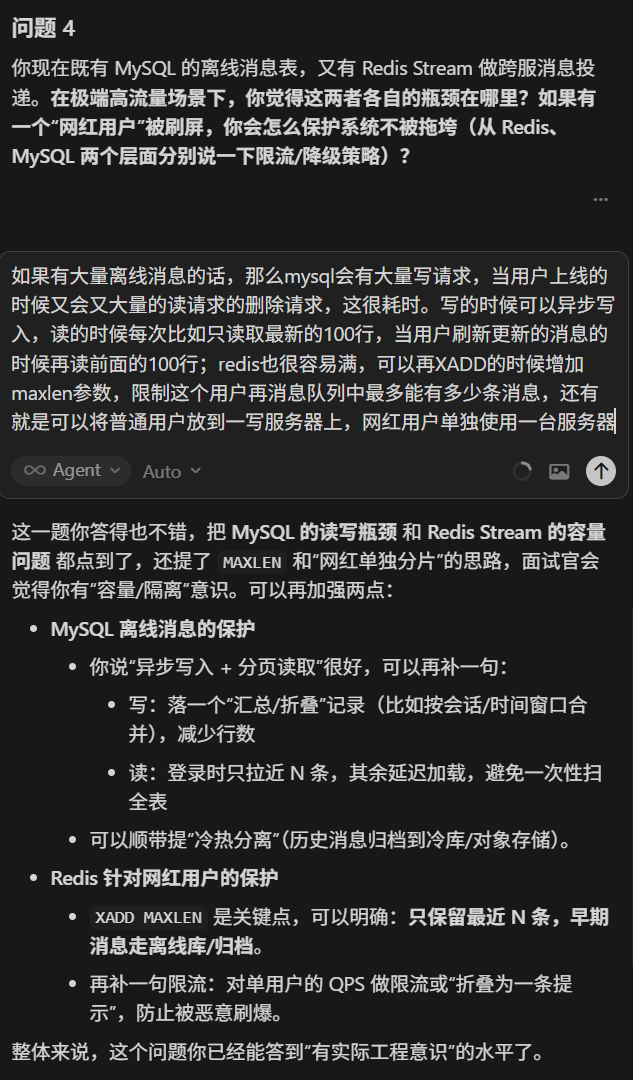 问题 4
你现在既有 MySQL 的离线消息表，又有 Redis Stream 做跨服消息投
递。在极端高流量场景下，你觉得这两者各自的瓶颈在哪里？如果有
一个“网红用户”被刷屏，你会怎么保护系统不被拖垮（从 Redis、
MySQL 两个层面分别说一下限流/降级策略）？
...
如果有大量离线消息的话，那么mysql会有大量写请求，当用户上线的
时候又会又大量的读请求的删除请求，这很耗时。写的时候可以异步写
入，读的时候每次比如只读取最新的100行，当用户刷新更新的消息的
时候再读前面的100行；redis也很容易满，可以再XADD的时候增加
maxlen参数，限制这个用户再消息队列中最多能有多少条消息，还有
就是可以将普通用户放到一写服务器上，网红用户单独使用一台服务器
Agent Auto
这一题你答得也不错，把 MySQL 的读写瓶颈 和 Redis Stream 的容量
问题 都点到了，还提了 MAXLEN 和“网红单独分片”的思路，面试官会
觉得你有“容量/隔离”意识。可以再加强两点：
• MySQL 离线消息的保护
• 你说“异步写入 + 分页读取”很好，可以再补一句：
• 写：落一个“汇总/折叠”记录（比如按会话/时间窗口合
并），减少行数
• 读：登录时只拉近 N 条，其余延迟加载，避免一次性扫
全表
• 可以顺带提“冷热分离”（历史消息归档到冷库/对象存储）。
• Redis 针对网红用户的保护
• XADD MAXLEN 是关键点，可以明确：只保留最近 N 条，早期
消息走离线库/归档。
• 再补一句限流：对单用户的 QPS 做限流或“折叠为一条提
示”，防止被恶意刷爆。
整体来说，这个问题你已经能答到“有实际工程意识”的水平了。